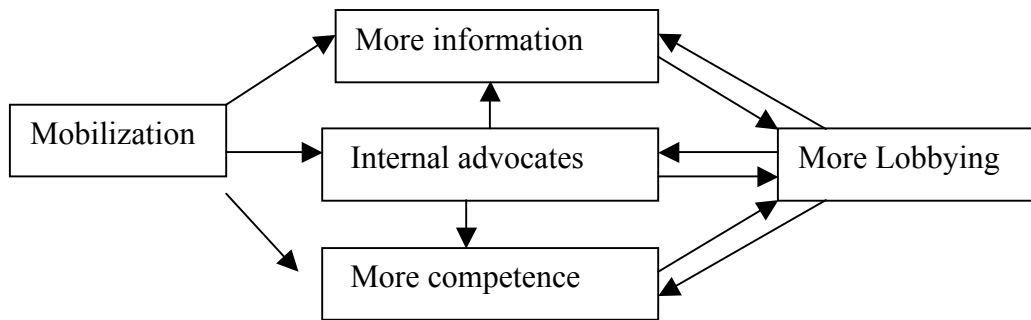 More information
Mobilization
Internal advocates
More Lobbying
More competence